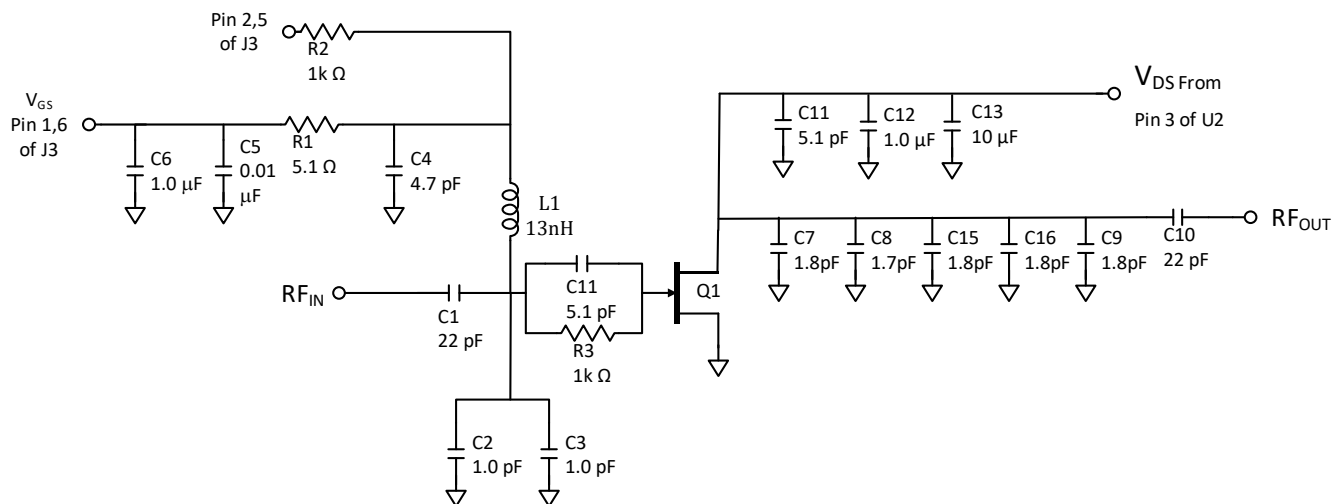 Pin 2,5
of J3
R2
1k Ω
V_GS
Pin 1,6
of J3
C6
1.0 μF
C5
0.01
μF
R1
5.1 Ω
C4
4.7 pF
L1
13nH
RF_IN
C1
22 pF
C11
5.1 pF
R3
1k Ω
Q1
C2
1.0 pF
C3
1.0 pF
C11
5.1 pF
C12
1.0 μF
C13
10 μF
V_DS From
Pin 3 of U2
C7
1.8pF
C8
1.7pF
C15
1.8pF
C16
1.8pF
C9
1.8pF
C10
22 pF
RF_OUT